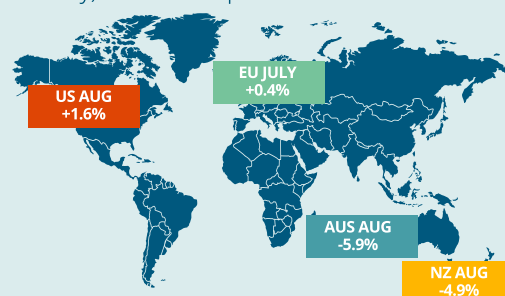 EU JULY
+0.4%
US AUG
+1.6%
AUS AUG
-5.9%
NZ AUG
-4.9%